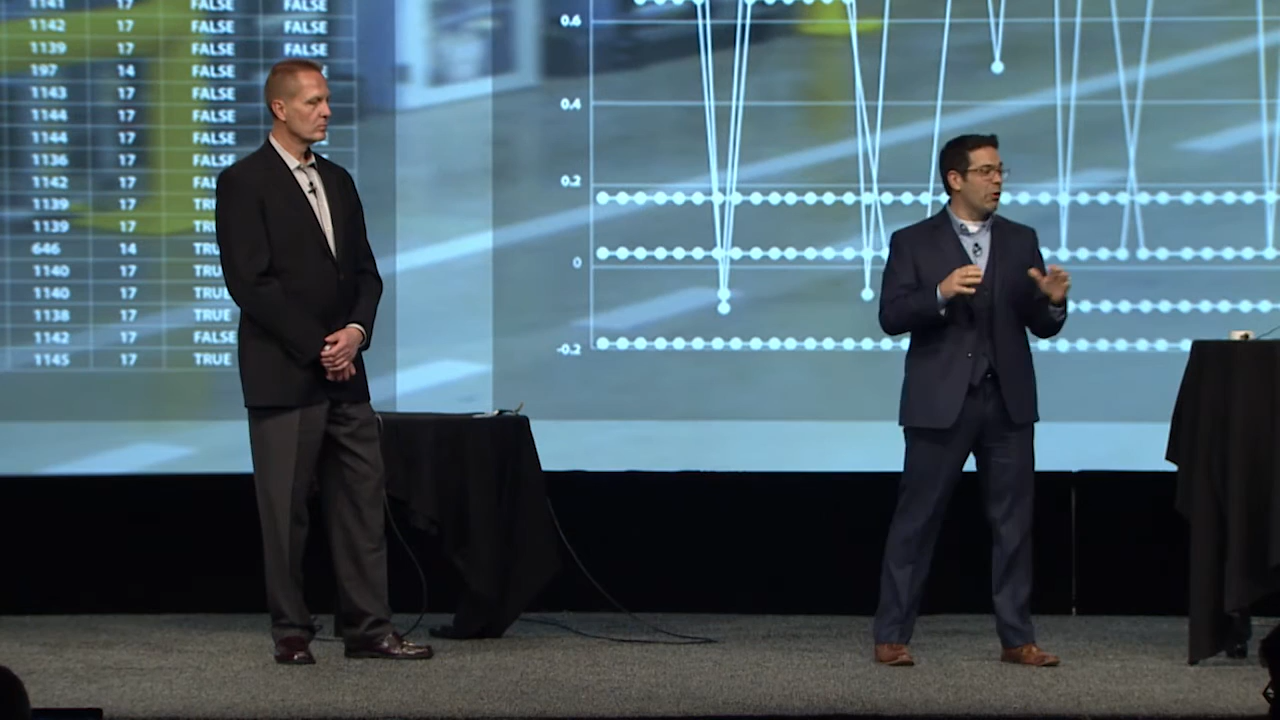 1141 17 FALSE FALSE
1142 17 FALSE FALSE
1139 17 FALSE FALSE
197 14 FALSE
1143 17 FALSE
1144 17 FALSE
1144 17 FALSE
1136 17 FALSE
1142 17
1139 17
1139 17
646 14
1140 17
1140 17 TRUE
1138 17 TRUE
1142 17 FALSE
1145 17 TRUE
0.6
0.4
0.2
0
-0.2